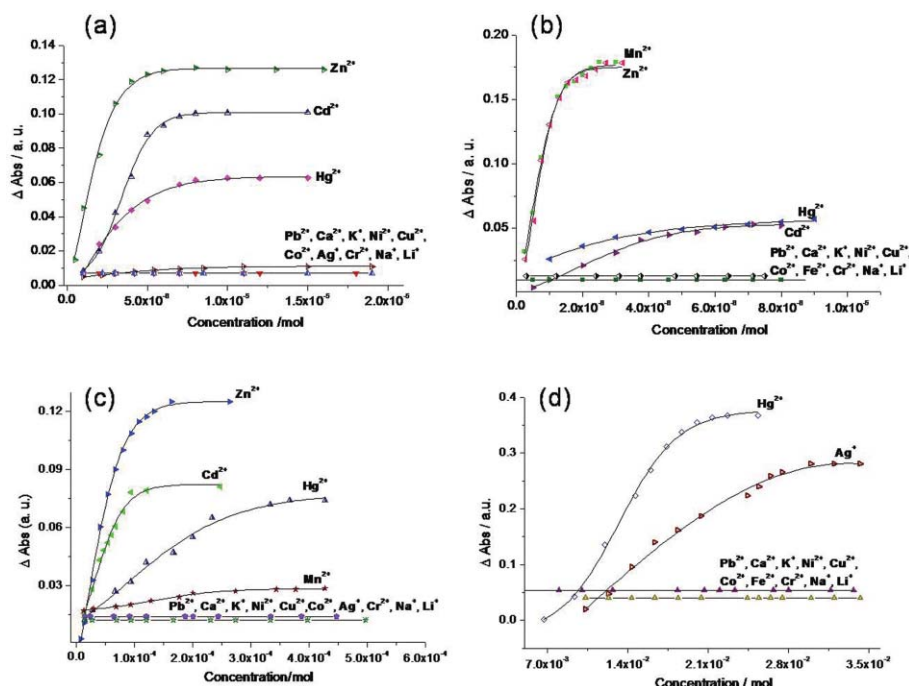 (a)
0.14
0.12
0.10
0.08
0.06
0.04
0.02
0.00
Δ Abs / a. u.
Zn²⁺
Cd²⁺
Hg²⁺
Pb²⁺, Ca²⁺, K⁺, Ni²⁺, Cu²⁺,
Co²⁺, Ag⁺, Cr²⁺, Na⁺, Li⁺
0.0 5.0x10⁻⁶ 1.0x10⁻⁵ 1.5x10⁻⁵ 2.0x10⁻⁵
Concentration /mol
(b)
0.20
0.15
0.10
0.05
0.00
Δ Abs / a. u.
Mn²⁺
Zn²⁺
Hg²⁺
Cd²⁺
Pb²⁺, Ca²⁺, K⁺, Ni²⁺, Cu²⁺,
Co²⁺, Fe²⁺, Cr²⁺, Na⁺, Li⁺
0.0 2.0x10⁻⁶ 4.0x10⁻⁶ 6.0x10⁻⁶ 8.0x10⁻⁶ 1.0x10⁻⁵
Concentration /mol
(c)
0.12
0.09
0.06
0.03
Δ Abs (a. u.)
Zn²⁺
Cd²⁺
Hg²⁺
Mn²⁺
Pb²⁺, Ca²⁺, K⁺, Ni²⁺, Cu²⁺, Co²⁺, Ag⁺, Cr²⁺, Na⁺, Li⁺
0.0 1.0x10⁻⁴ 2.0x10⁻⁴ 3.0x10⁻⁴ 4.0x10⁻⁴ 5.0x10⁻⁴ 6.0x10⁻⁴
Concentration/mol
(d)
0.4
0.3
0.2
0.1
0.0
Δ Abs / a.u.
Hg²⁺
Ag⁺
Pb²⁺, Ca²⁺, K⁺, Ni²⁺, Cu²⁺,
Co²⁺, Fe²⁺, Cr²⁺, Na⁺, Li⁺
7.0x10⁻³ 1.4x10⁻² 2.1x10⁻² 2.8x10⁻² 3.5x10⁻²
Concentration / mol